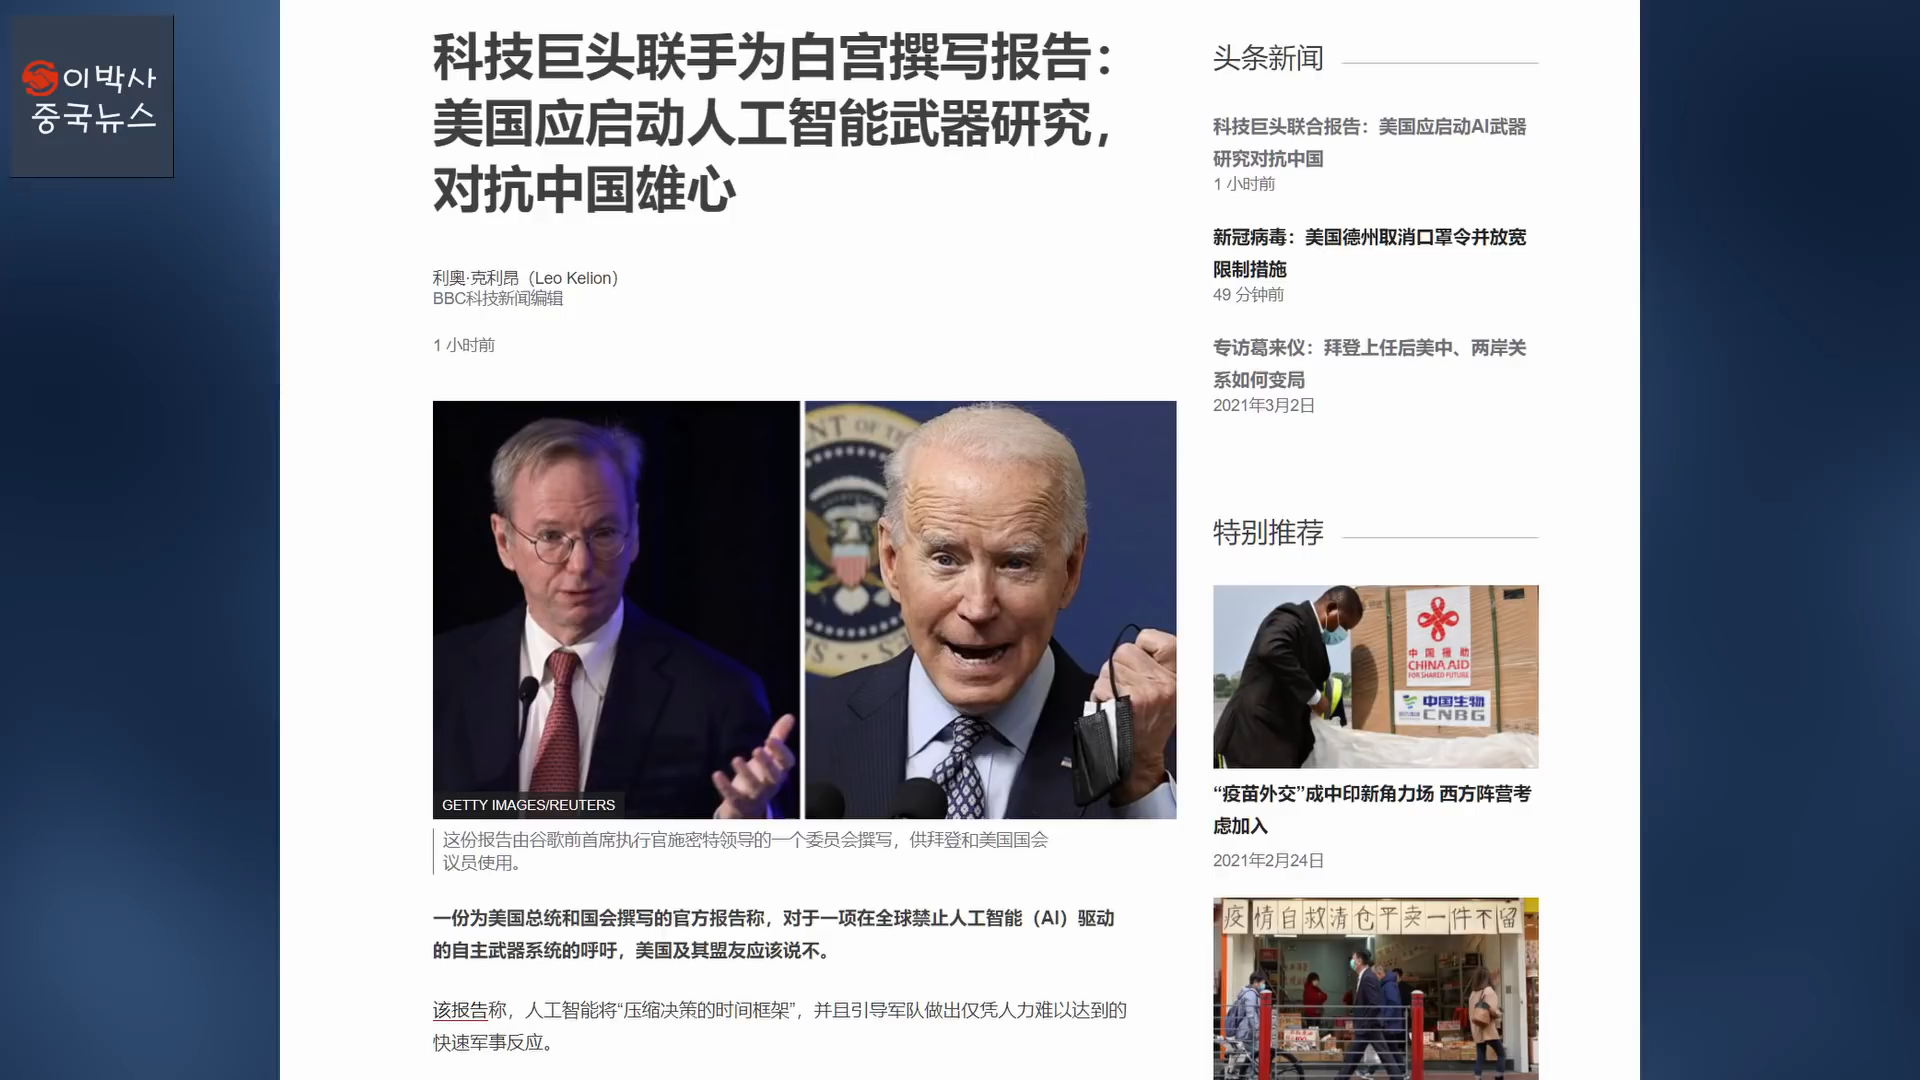 이박사
중국뉴스
科技巨头联手为白宫撰写报告：
美国应启动人工智能武器研究，
对抗中国雄心
利奥·克利昂（Leo Kelion）
BBC科技新闻编辑
1 小时前
GETTY IMAGES/REUTERS
这份报告由谷歌前首席执行官施密特领导的一个委员会撰写，供拜登和美国国会
议员使用。
一份为美国总统和国会撰写的官方报告称，对于一项在全球禁止人工智能（AI）驱动
的自主武器系统的呼吁，美国及其盟友应该说不。
该报告称，人工智能将“压缩决策的时间框架”，并且引导军队做出仅凭人力难以达到的
快速军事反应。
头条新闻
科技巨头联合报告：美国应启动AI武器
研究对抗中国
1 小时前
新冠病毒：美国德州取消口罩令并放宽
限制措施
49 分钟前
专访葛来仪：拜登上任后美中、两岸关
系如何变局
2021年3月2日
特别推荐
中国援助
CHINA AID
FOR SHARED FUTURE
中国生物
CNBG
“疫苗外交”成中印新角力场 西方阵营考
虑加入
2021年2月24日
疫情自救清仓平卖一件不留